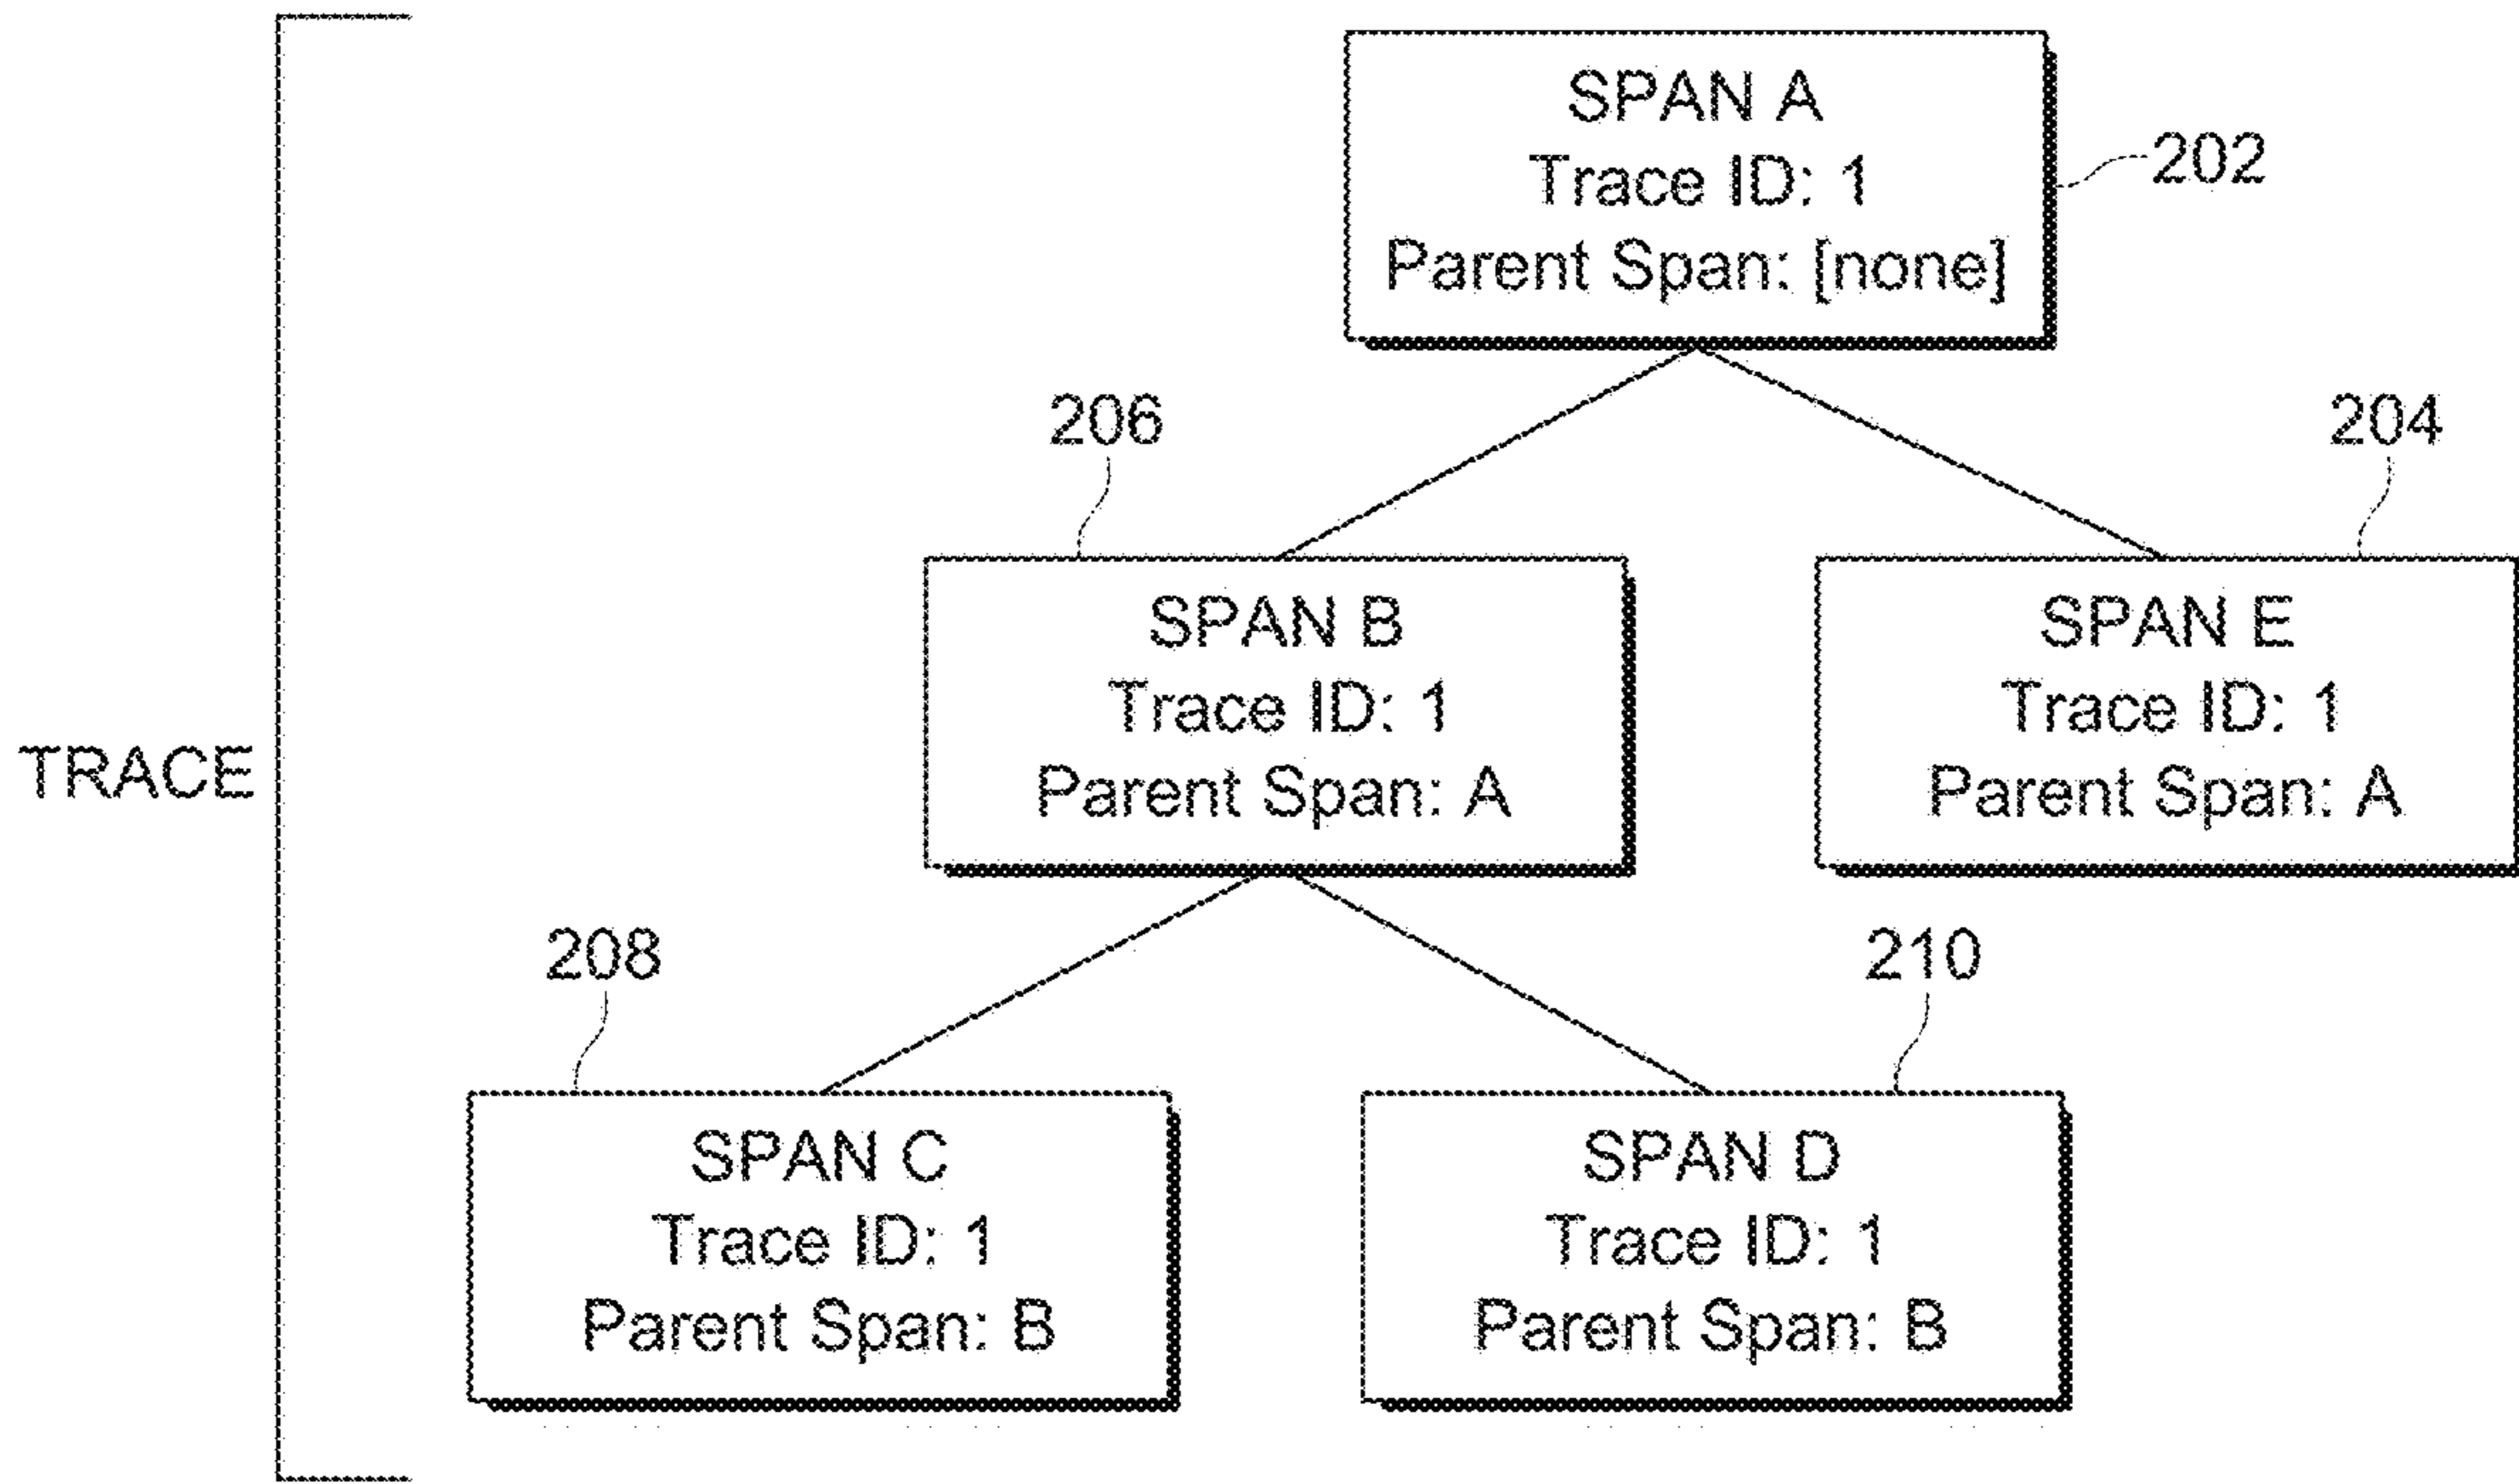 SPAN A
Trace ID: 1
Parent Span: [none]
202
206
204
SPAN B
Trace ID: 1
Parent Span: A
SPAN E
Trace ID: 1
Parent Span: A
TRACE
208
210
SPAN C
Trace ID: 1
Parent Span: B
SPAN D
Trace ID: 1
Parent Span: B